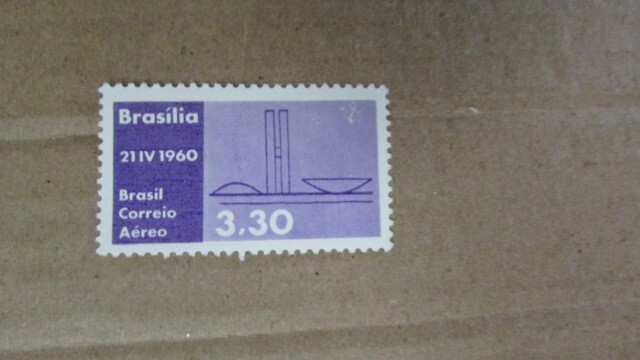 Brasília
21 IV 1960
Brasil
Correio
Aéreo
3,30